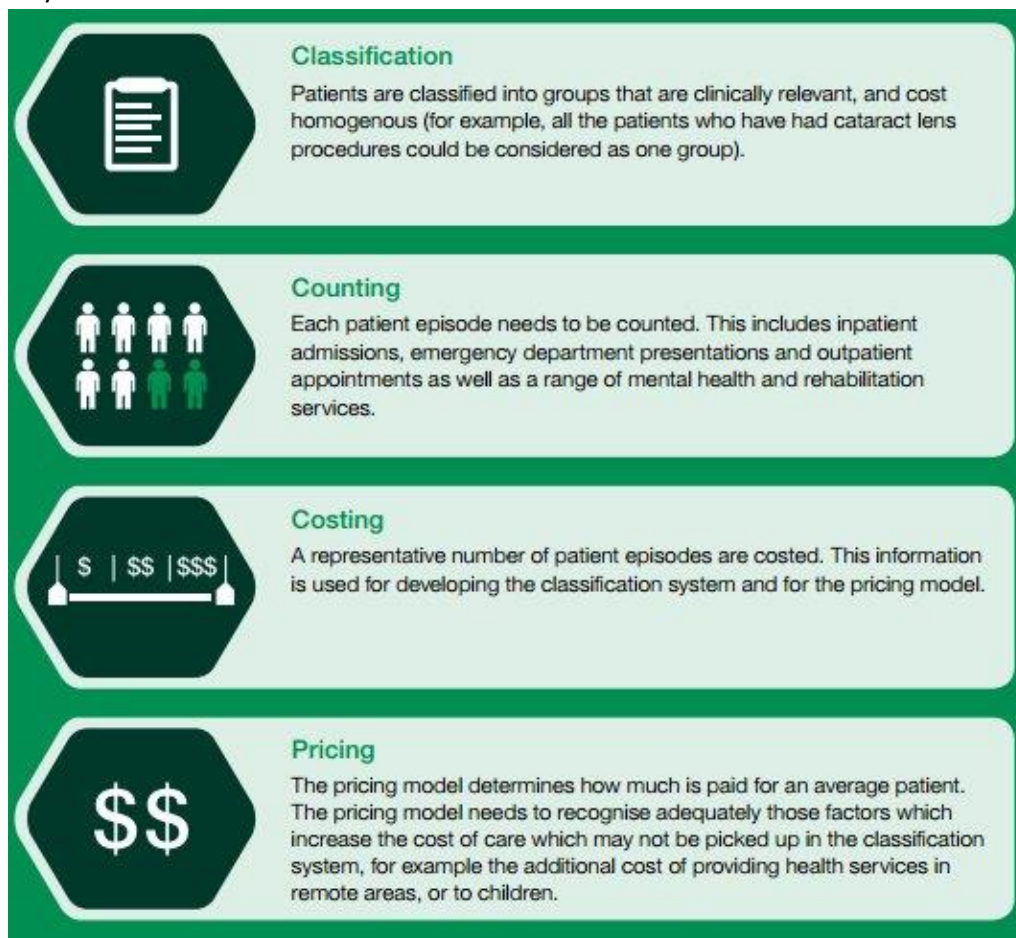 Classification
Patients are classified into groups that are clinically relevant, and cost
homogenous (for example, all the patients who have had cataract lens
procedures could be considered as one group).
Counting
Each patient episode needs to be counted. This includes inpatient
admissions, emergency department presentations and outpatient
appointments as well as a range of mental health and rehabilitation
services.
Costing
| $ | $$ |$$$|
A representative number of patient episodes are costed. This information
is used for developing the classification system and for the pricing model.
Pricing
$$
The pricing model determines how much is paid for an average patient.
The pricing model needs to recognise adequately those factors which
increase the cost of care which may not be picked up in the classification
system, for example the additional cost of providing health services in
remote areas, or to children.